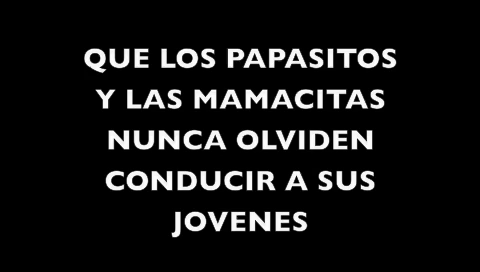 QUE LOS PAPASITOS
Y LAS MAMACITAS
NUNCA OLVIDEN
CONDUCIR A SUS
JOVENES